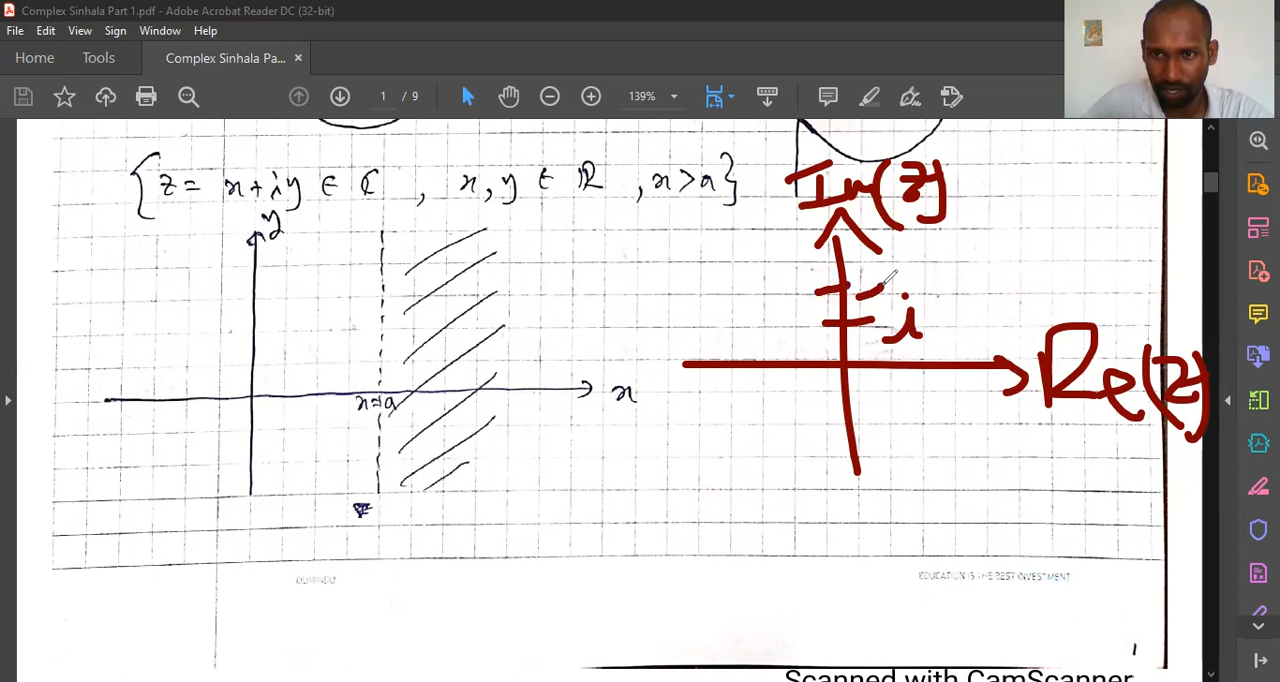 Complex Sinhala Part 1.pdf - Adobe Acrobat Reader DC (32-bit)
File Edit View Sign Window Help
Home Tools Complex Sinhala Pa... ×
1 / 9 139%
{z = x+iy ∈ ℂ , x,y ∈ ℝ , x>a}
Im(z)
y
i
Re(z)
x=a
x
EDUCATION IS THE BEST INVESTMENT
1
Scanned with CamScanner